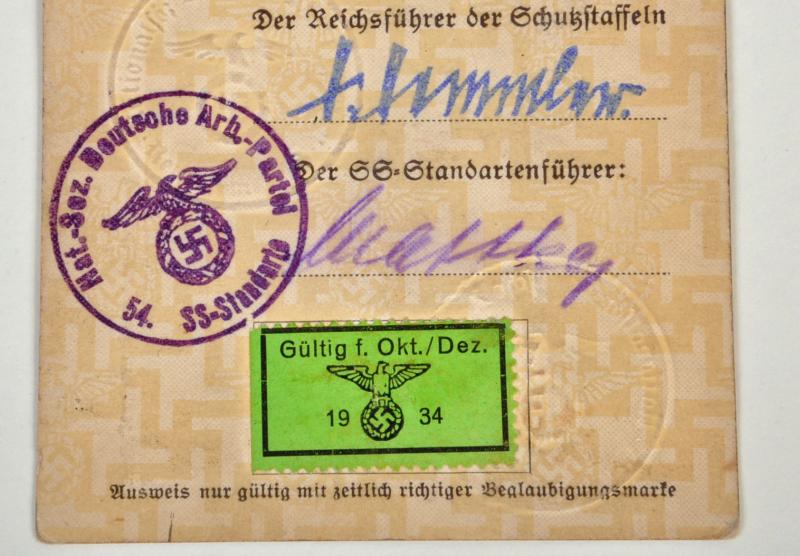 Der Reichsführer der Schutzstaffeln
H. Himmler.
Nat.-Soz. Deutsche Arb.-Partei
Der SS-Standartenführer:
54. SS-Standarte
Gültig f. Okt./Dez.
19 34
Ausweis nur gültig mit zeitlich richtiger Beglaubigungsmarke